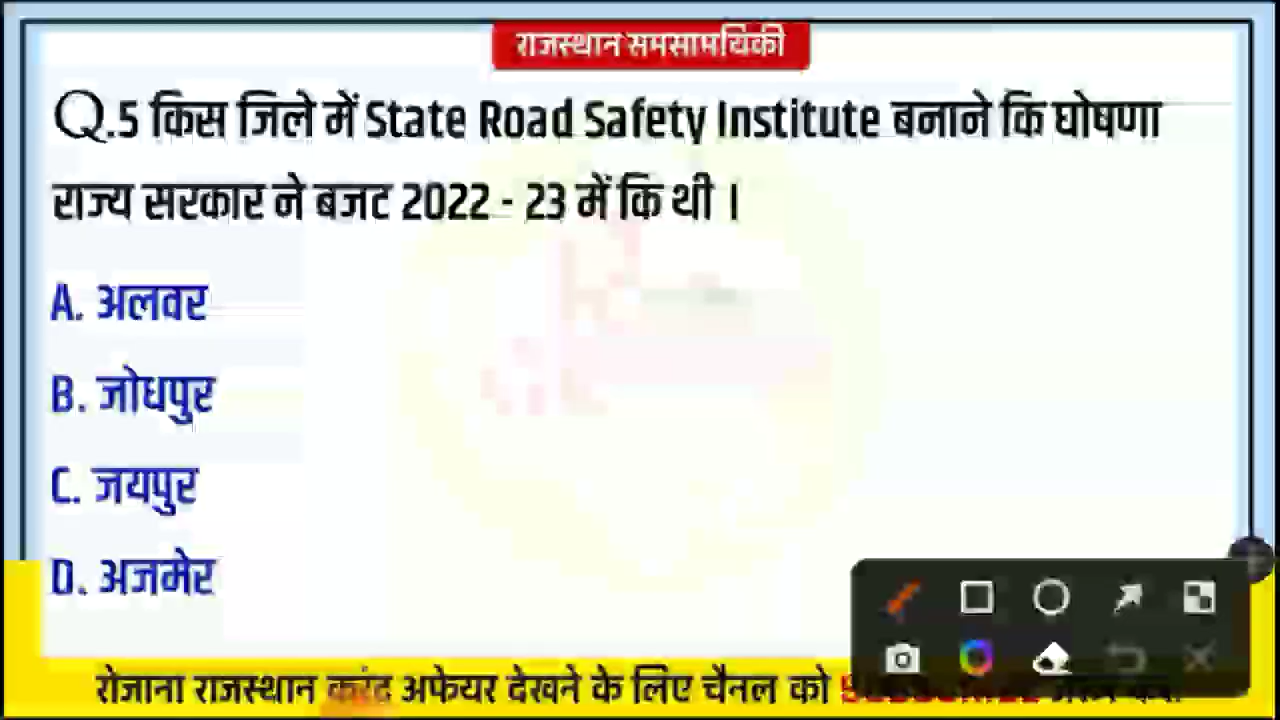 राजस्थान समसामयिकी
Q.5 किस जिले में State Road Safety Institute बनाने कि घोषणा
राज्य सरकार ने बजट 2022 - 23 में कि थी ।
A. अलवर
B. जोधपुर
C. जयपुर
D. अजमेर
रोजाना राजस्थान करंट अफेयर देखने के लिए चैनल को